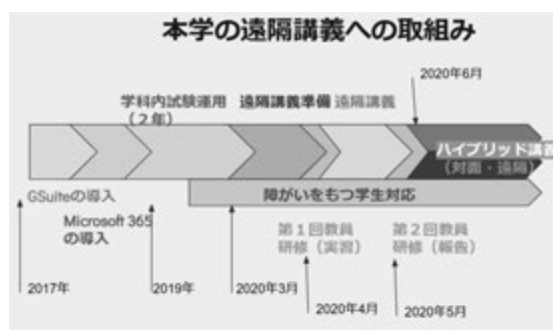 本学の遠隔講義への取組み
2020年6月
学科内試験運用
（２年）
遠隔講義準備
遠隔講義
ハイブリッド講義
（対面・遠隔）
GSuiteの導入
障がいをもつ学生対応
Microsoft 365
の導入
第１回教員
研修（実習）
第２回教員
研修（報告）
2017年
2019年
2020年3月
2020年4月
2020年5月